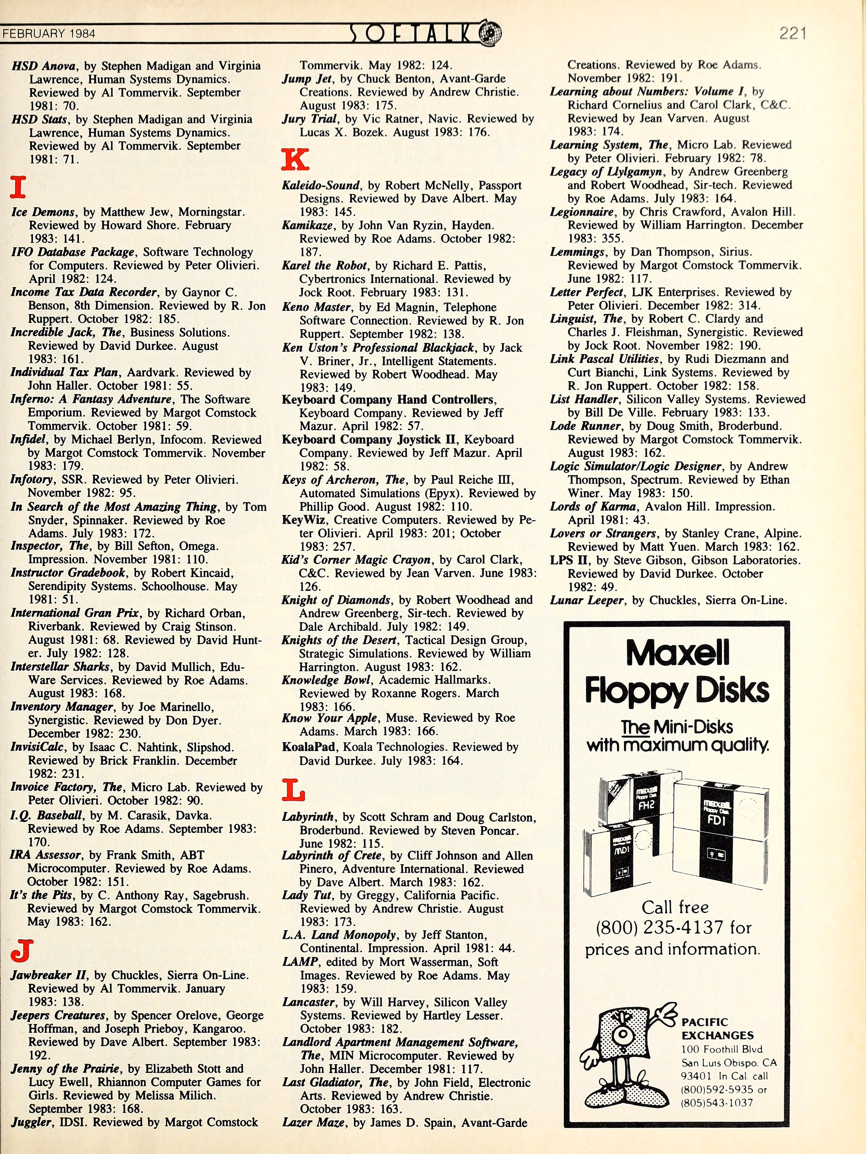 FEBRUARY 1984
SOFTALK
221
HSD Anova, by Stephen Madigan and Virginia
Lawrence, Human Systems Dynamics.
Reviewed by Al Tommervik. September
1981: 70.
HSD Stats, by Stephen Madigan and Virginia
Lawrence, Human Systems Dynamics.
Reviewed by Al Tommervik. September
1981: 71.
I
Ice Demons, by Matthew Jew, Morningstar.
Reviewed by Howard Shore. February
1983: 141.
IFO Database Package, Software Technology
for Computers. Reviewed by Peter Olivieri.
April 1982: 124.
Income Tax Data Recorder, by Gaynor C.
Benson, 8th Dimension. Reviewed by R. Jon
Ruppert. October 1982: 185.
Incredible Jack, The, Business Solutions.
Reviewed by David Durkee. August
1983: 161.
Individual Tax Plan, Aardvark. Reviewed by
John Haller. October 1981: 55.
Inferno: A Fantasy Adventure, The Software
Emporium. Reviewed by Margot Comstock
Tommervik. October 1981: 59.
Infidel, by Michael Berlyn, Infocom. Reviewed
by Margot Comstock Tommervik. November
1983: 179.
Infotory, SSR. Reviewed by Peter Olivieri.
November 1982: 95.
In Search of the Most Amazing Thing, by Tom
Snyder, Spinnaker. Reviewed by Roe
Adams. July 1983: 172.
Inspector, The, by Bill Sefton, Omega.
Impression. November 1981: 110.
Instructor Gradebook, by Robert Kincaid,
Serendipity Systems. Schoolhouse. May
1981: 51.
International Gran Prix, by Richard Orban,
Riverbank. Reviewed by Craig Stinson.
August 1981: 68. Reviewed by David Hunt-
er. July 1982: 128.
Interstellar Sharks, by David Mullich, Edu-
Ware Services. Reviewed by Roe Adams.
August 1983: 168.
Inventory Manager, by Joe Marinello,
Synergistic. Reviewed by Don Dyer.
December 1982: 230.
InvisiCalc, by Isaac C. Nahtink, Slipshod.
Reviewed by Brick Franklin. December
1982: 231.
Invoice Factory, The, Micro Lab. Reviewed by
Peter Olivieri. October 1982: 90.
I.Q. Baseball, by M. Carasik, Davka.
Reviewed by Roe Adams. September 1983:
170.
IRA Assessor, by Frank Smith, ABT
Microcomputer. Reviewed by Roe Adams.
October 1982: 151.
It's the Pits, by C. Anthony Ray, Sagebrush.
Reviewed by Margot Comstock Tommervik.
May 1983: 162.
J
Jawbreaker II, by Chuckles, Sierra On-Line.
Reviewed by Al Tommervik. January
1983: 138.
Jeepers Creatures, by Spencer Orelove, George
Hoffman, and Joseph Prieboy, Kangaroo.
Reviewed by Dave Albert. September 1983:
192.
Jenny of the Prairie, by Elizabeth Stott and
Lucy Ewell, Rhiannon Computer Games for
Girls. Reviewed by Melissa Milich.
September 1983: 168.
Juggler, IDSI. Reviewed by Margot Comstock
Tommervik. May 1982: 124.
Jump Jet, by Chuck Benton, Avant-Garde
Creations. Reviewed by Andrew Christie.
August 1983: 175.
Jury Trial, by Vic Ratner, Navic. Reviewed by
Lucas X. Bozek. August 1983: 176.
K
Kaleido-Sound, by Robert McNelly, Passport
Designs. Reviewed by Dave Albert. May
1983: 145.
Kamikaze, by John Van Ryzin, Hayden.
Reviewed by Roe Adams. October 1982:
187.
Karel the Robot, by Richard E. Pattis,
Cybertronics International. Reviewed by
Jock Root. February 1983: 131.
Keno Master, by Ed Magnin, Telephone
Software Connection. Reviewed by R. Jon
Ruppert. September 1982: 138.
Ken Uston's Professional Blackjack, by Jack
V. Briner, Jr., Intelligent Statements.
Reviewed by Robert Woodhead. May
1983: 149.
Keyboard Company Hand Controllers,
Keyboard Company. Reviewed by Jeff
Mazur. April 1982: 57.
Keyboard Company Joystick II, Keyboard
Company. Reviewed by Jeff Mazur. April
1982: 58.
Keys of Archeron, The, by Paul Reiche III,
Automated Simulations (Epyx). Reviewed by
Phillip Good. August 1982: 110.
KeyWiz, Creative Computers. Reviewed by Pe-
ter Olivieri. April 1983: 201; October
1983: 257.
Kid's Corner Magic Crayon, by Carol Clark,
C&C. Reviewed by Jean Varven. June 1983:
126.
Knight of Diamonds, by Robert Woodhead and
Andrew Greenberg, Sir-tech. Reviewed by
Dale Archibald. July 1982: 149.
Knights of the Desert, Tactical Design Group,
Strategic Simulations. Reviewed by William
Harrington. August 1983: 162.
Knowledge Bowl, Academic Hallmarks.
Reviewed by Roxanne Rogers. March
1983: 166.
Know Your Apple, Muse. Reviewed by Roe
Adams. March 1983: 166.
KoalaPad, Koala Technologies. Reviewed by
David Durkee. July 1983: 164.
L
Labyrinth, by Scott Schram and Doug Carlston,
Broderbund. Reviewed by Steven Poncar.
June 1982: 115.
Labyrinth of Crete, by Cliff Johnson and Allen
Pinero, Adventure International. Reviewed
by Dave Albert. March 1983: 162.
Lady Tut, by Greggy, California Pacific.
Reviewed by Andrew Christie. August
1983: 173.
L.A. Land Monopoly, by Jeff Stanton,
Continental. Impression. April 1981: 44.
LAMP, edited by Mort Wasserman, Soft
Images. Reviewed by Roe Adams. May
1983: 159.
Lancaster, by Will Harvey, Silicon Valley
Systems. Reviewed by Hartley Lesser.
October 1983: 182.
Landlord Apartment Management Software,
The, MIN Microcomputer. Reviewed by
John Haller. December 1981: 117.
Last Gladiator, The, by John Field, Electronic
Arts. Reviewed by Andrew Christie.
October 1983: 163.
Lazer Maze, by James D. Spain, Avant-Garde
Creations. Reviewed by Roe Adams.
November 1982: 191.
Learning about Numbers: Volume I, by
Richard Cornelius and Carol Clark, C&C.
Reviewed by Jean Varven. August
1983: 174.
Learning System, The, Micro Lab. Reviewed
by Peter Olivieri. February 1982: 78.
Legacy of Llylgamyn, by Andrew Greenberg
and Robert Woodhead, Sir-tech. Reviewed
by Roe Adams. July 1983: 164.
Legionnaire, by Chris Crawford, Avalon Hill.
Reviewed by William Harrington. December
1983: 355.
Lemmings, by Dan Thompson, Sirius.
Reviewed by Margot Comstock Tommervik.
June 1982: 117.
Letter Perfect, LJK Enterprises. Reviewed by
Peter Olivieri. December 1982: 314.
Linguist, The, by Robert C. Clardy and
Charles J. Fleishman, Synergistic. Reviewed
by Jock Root. November 1982: 190.
Link Pascal Utilities, by Rudi Diezmann and
Curt Bianchi, Link Systems. Reviewed by
R. Jon Ruppert. October 1982: 158.
List Handler, Silicon Valley Systems. Reviewed
by Bill De Ville. February 1983: 133.
Lode Runner, by Doug Smith, Broderbund.
Reviewed by Margot Comstock Tommervik.
August 1983: 162.
Logic Simulator/Logic Designer, by Andrew
Thompson, Spectrum. Reviewed by Ethan
Winer. May 1983: 150.
Lords of Karma, Avalon Hill. Impression.
April 1981: 43.
Lovers or Strangers, by Stanley Crane, Alpine.
Reviewed by Matt Yuen. March 1983: 162.
LPS II, by Steve Gibson, Gibson Laboratories.
Reviewed by David Durkee. October
1982: 49.
Lunar Leeper, by Chuckles, Sierra On-Line.
Maxell
Floppy Disks
The Mini-Disks
with maximum quality.
maxell
Floppy Disk
FH2
maxell
Floppy Disk
FD1
maxell
MD1
Call free
(800) 235-4137 for
prices and information.
PACIFIC
EXCHANGES
100 Foothill Blvd.
San Luis Obispo, CA
93401 In Cal. call
(800)592-5935 or
(805)543-1037